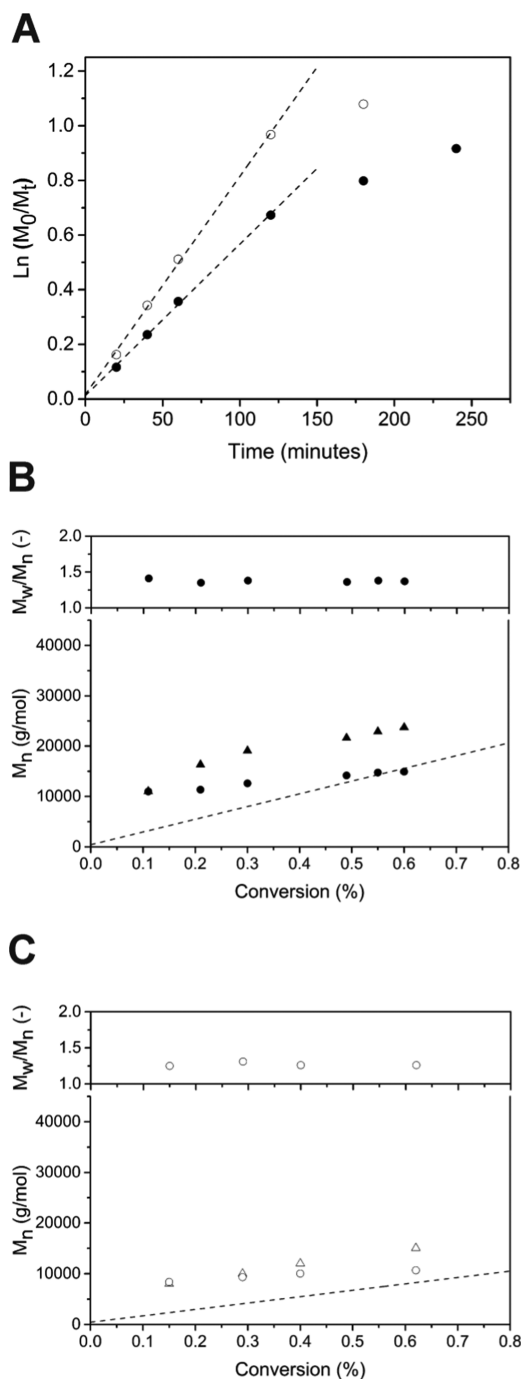 A
1.2
1.0
0.8
0.6
0.4
0.2
0.0
Ln (M0/Mt)
0 50 100 150 200 250
Time (minutes)
B
2.0
1.5
1.0
Mw/Mn (-)
40000
30000
20000
10000
0
Mn (g/mol)
0.0 0.1 0.2 0.3 0.4 0.5 0.6 0.7 0.8
Conversion (%)
C
2.0
1.5
1.0
Mw/Mn (-)
40000
30000
20000
10000
0
Mn (g/mol)
0.0 0.1 0.2 0.3 0.4 0.5 0.6 0.7 0.8
Conversion (%)